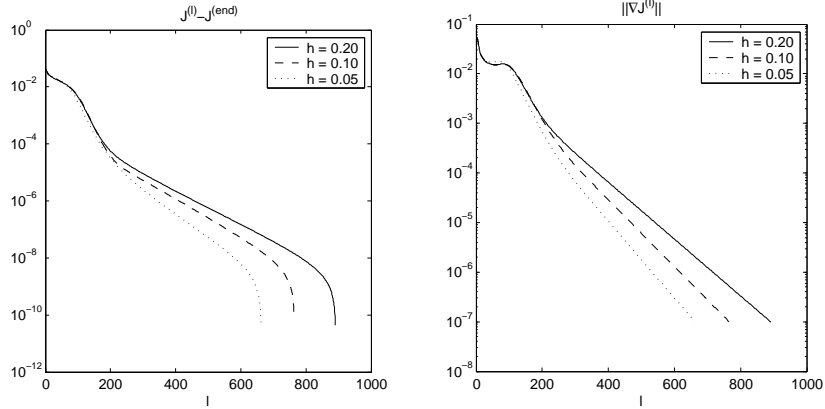 J^(l)–J^(end)
10^0
10^-2
10^-4
10^-6
10^-8
10^-10
10^-12
h = 0.20
h = 0.10
h = 0.05
0
200
400
600
800
1000
l
||∇J^(l)||
10^-1
10^-2
10^-3
10^-4
10^-5
10^-6
10^-7
10^-8
h = 0.20
h = 0.10
h = 0.05
0
200
400
600
800
1000
l